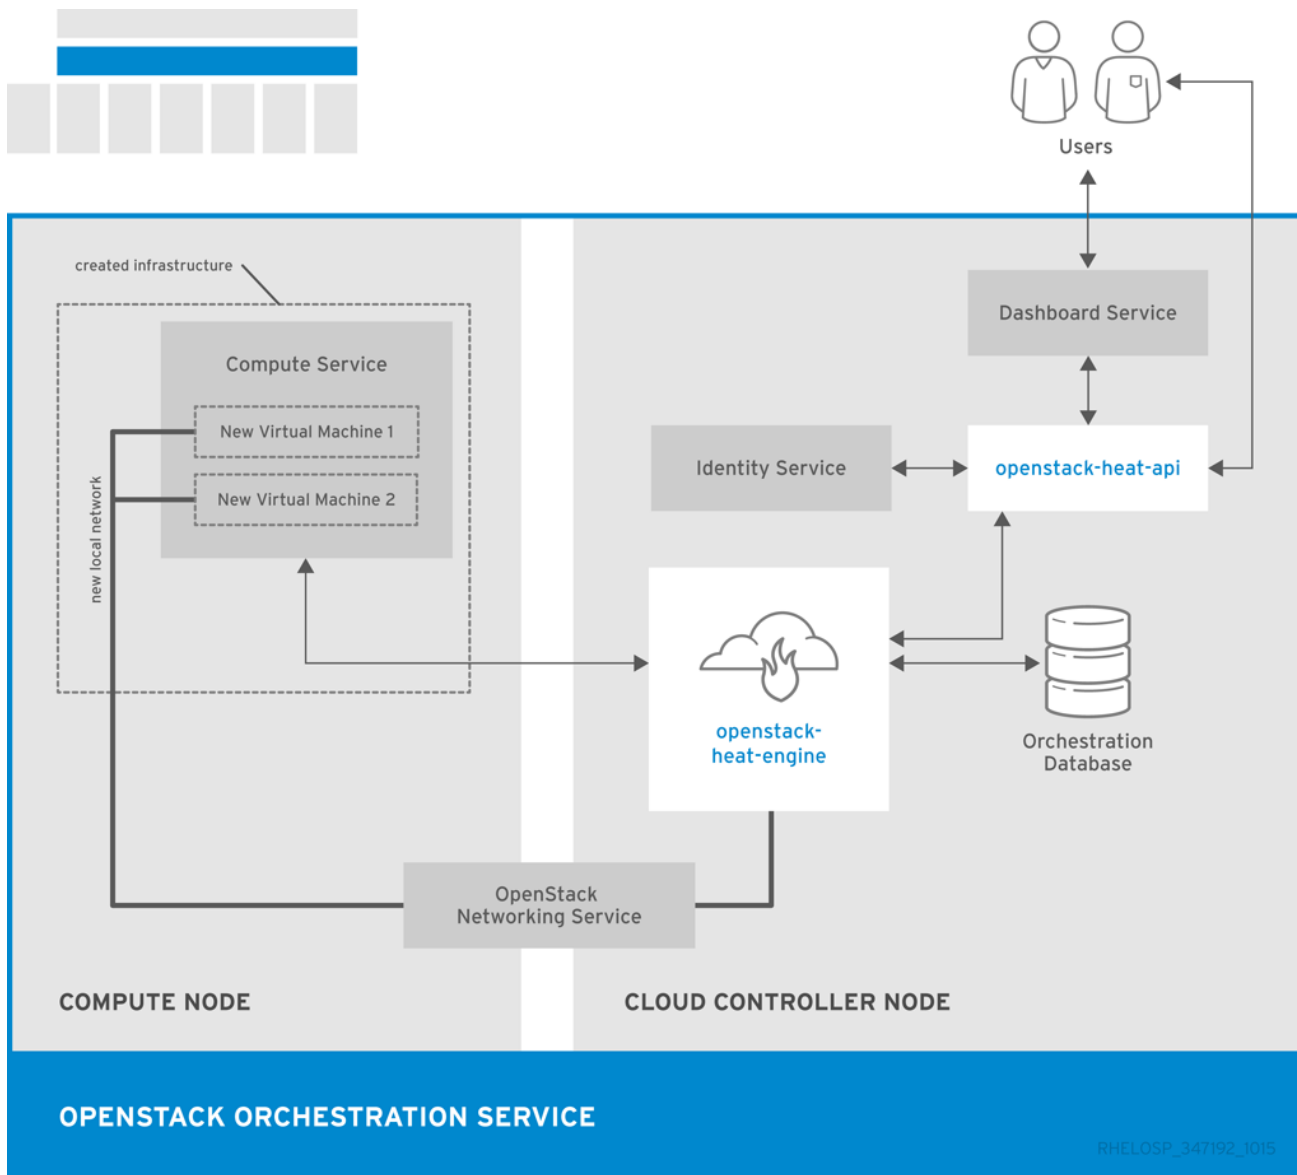 Users
created infrastructure
Dashboard Service
Compute Service
New Virtual Machine 1
Identity Service
openstack-heat-api
New Virtual Machine 2
new local network
openstack-
heat-engine
Orchestration
Database
OpenStack
Networking Service
COMPUTE NODE
CLOUD CONTROLLER NODE
OPENSTACK ORCHESTRATION SERVICE
RHELOSP_347192_1015